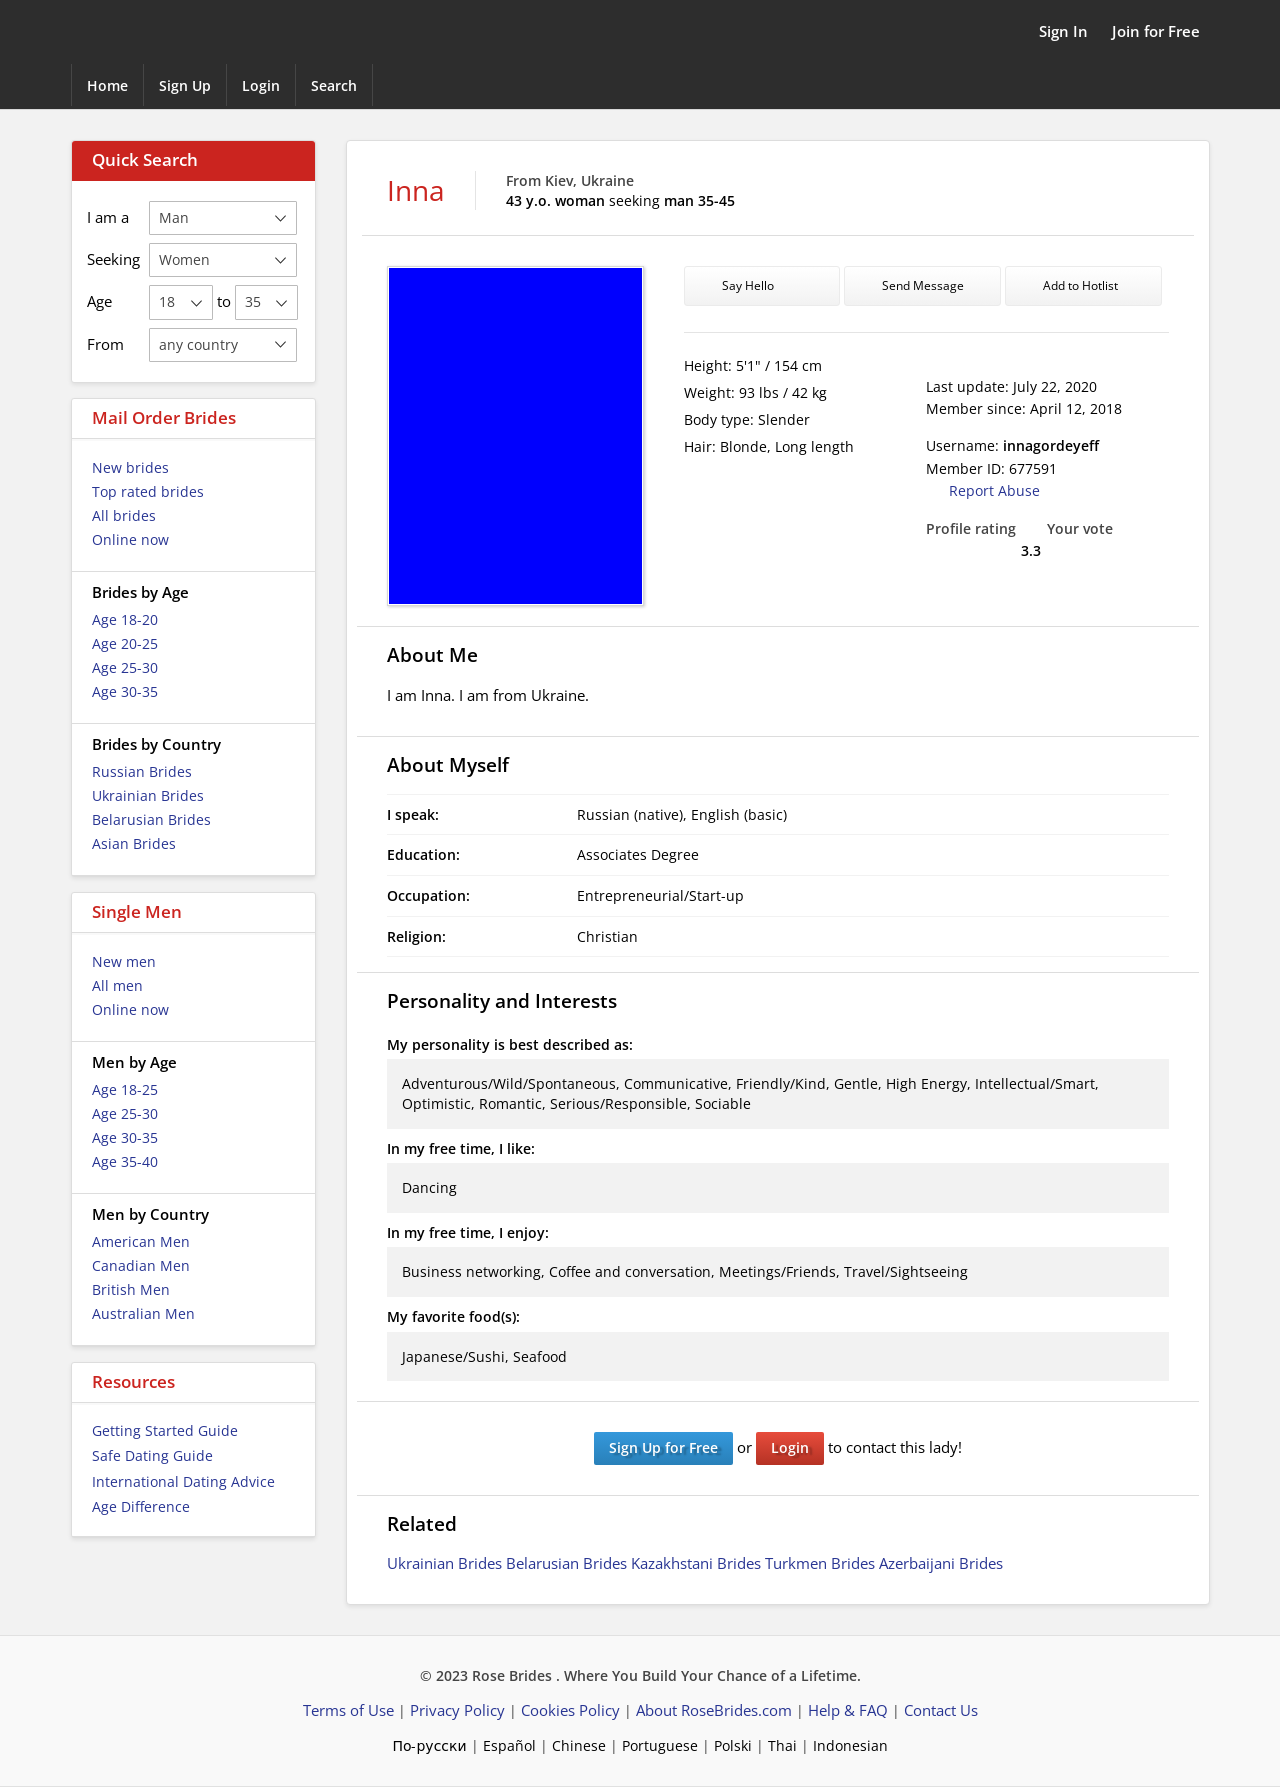 Sign In Join for Free
Home Sign Up Login Search
Quick Search
I am a Man
Seeking Women
Age 18 to 35
From any country
Mail Order Brides
New brides
Top rated brides
All brides
Online now
Brides by Age
Age 18-20
Age 20-25
Age 25-30
Age 30-35
Brides by Country
Russian Brides
Ukrainian Brides
Belarusian Brides
Asian Brides
Single Men
New men
All men
Online now
Men by Age
Age 18-25
Age 25-30
Age 30-35
Age 35-40
Men by Country
American Men
Canadian Men
British Men
Australian Men
Resources
Getting Started Guide
Safe Dating Guide
International Dating Advice
Age Difference
Inna
From Kiev, Ukraine
43 y.o. woman seeking man 35-45
Say Hello Send Message Add to Hotlist
Height: 5'1" / 154 cm
Weight: 93 lbs / 42 kg
Body type: Slender
Hair: Blonde, Long length
Last update: July 22, 2020
Member since: April 12, 2018
Username: innagordeyeff
Member ID: 677591
Report Abuse
Profile rating Your vote
3.3
About Me
I am Inna. I am from Ukraine.
About Myself
I speak: Russian (native), English (basic)
Education: Associates Degree
Occupation: Entrepreneurial/Start-up
Religion: Christian
Personality and Interests
My personality is best described as:
Adventurous/Wild/Spontaneous, Communicative, Friendly/Kind, Gentle, High Energy, Intellectual/Smart,
Optimistic, Romantic, Serious/Responsible, Sociable
In my free time, I like:
Dancing
In my free time, I enjoy:
Business networking, Coffee and conversation, Meetings/Friends, Travel/Sightseeing
My favorite food(s):
Japanese/Sushi, Seafood
Sign Up for Free or Login to contact this lady!
Related
Ukrainian Brides Belarusian Brides Kazakhstani Brides Turkmen Brides Azerbaijani Brides
© 2023 Rose Brides . Where You Build Your Chance of a Lifetime.
Terms of Use | Privacy Policy | Cookies Policy | About RoseBrides.com | Help & FAQ | Contact Us
По-русски | Español | Chinese | Portuguese | Polski | Thai | Indonesian